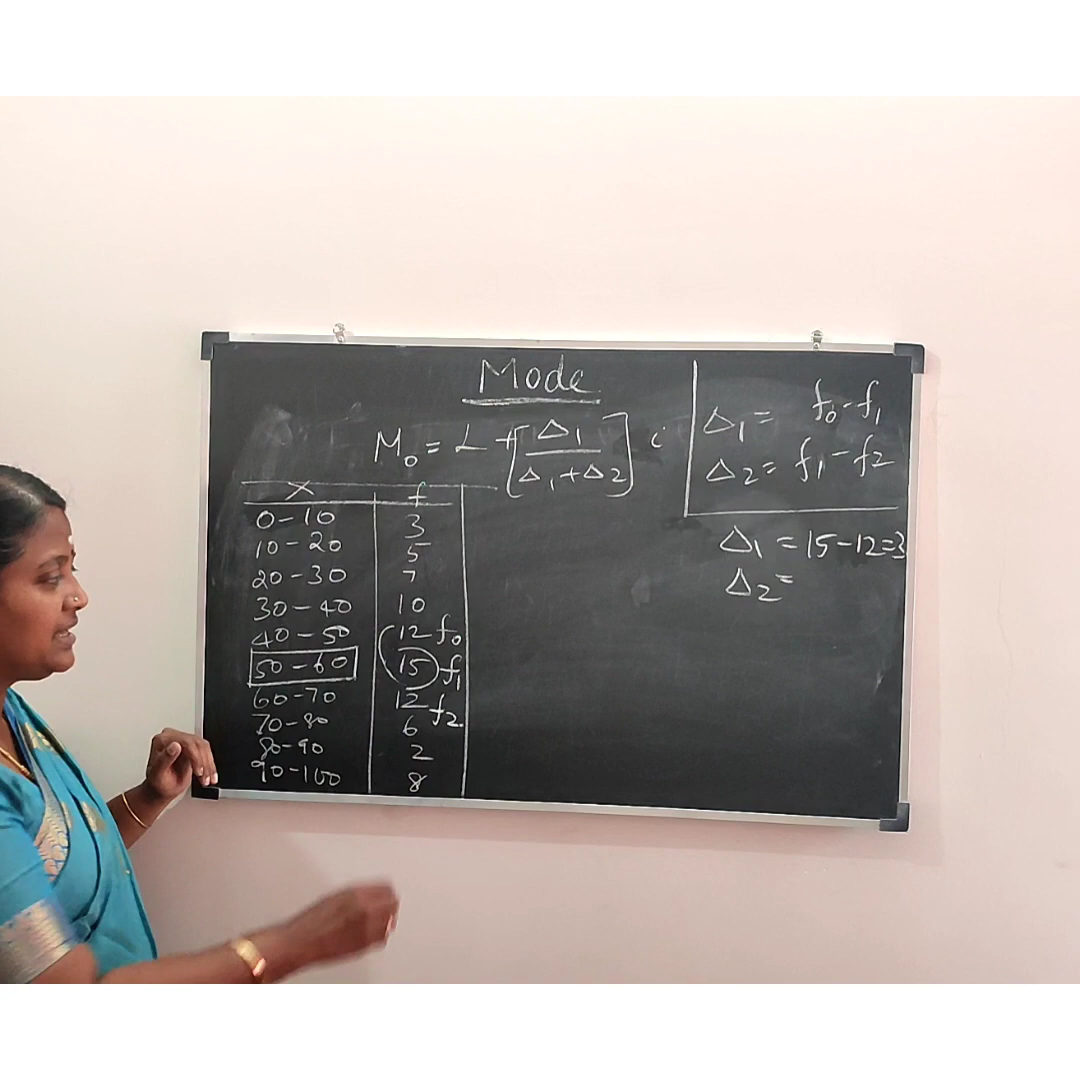 Mode
M₀ = L + [Δ₁ / Δ₁+Δ₂] i
Δ₁ = f₀-f₁
Δ₂ = f₁-f₂
Δ₁ = 15-12=3
Δ₂ =
X f
0-10 3
10-20 5
20-30 7
30-40 10
40-50 12 f₀
50-60 15 f₁
60-70 12 f₂
70-80 6
80-90 2
90-100 8